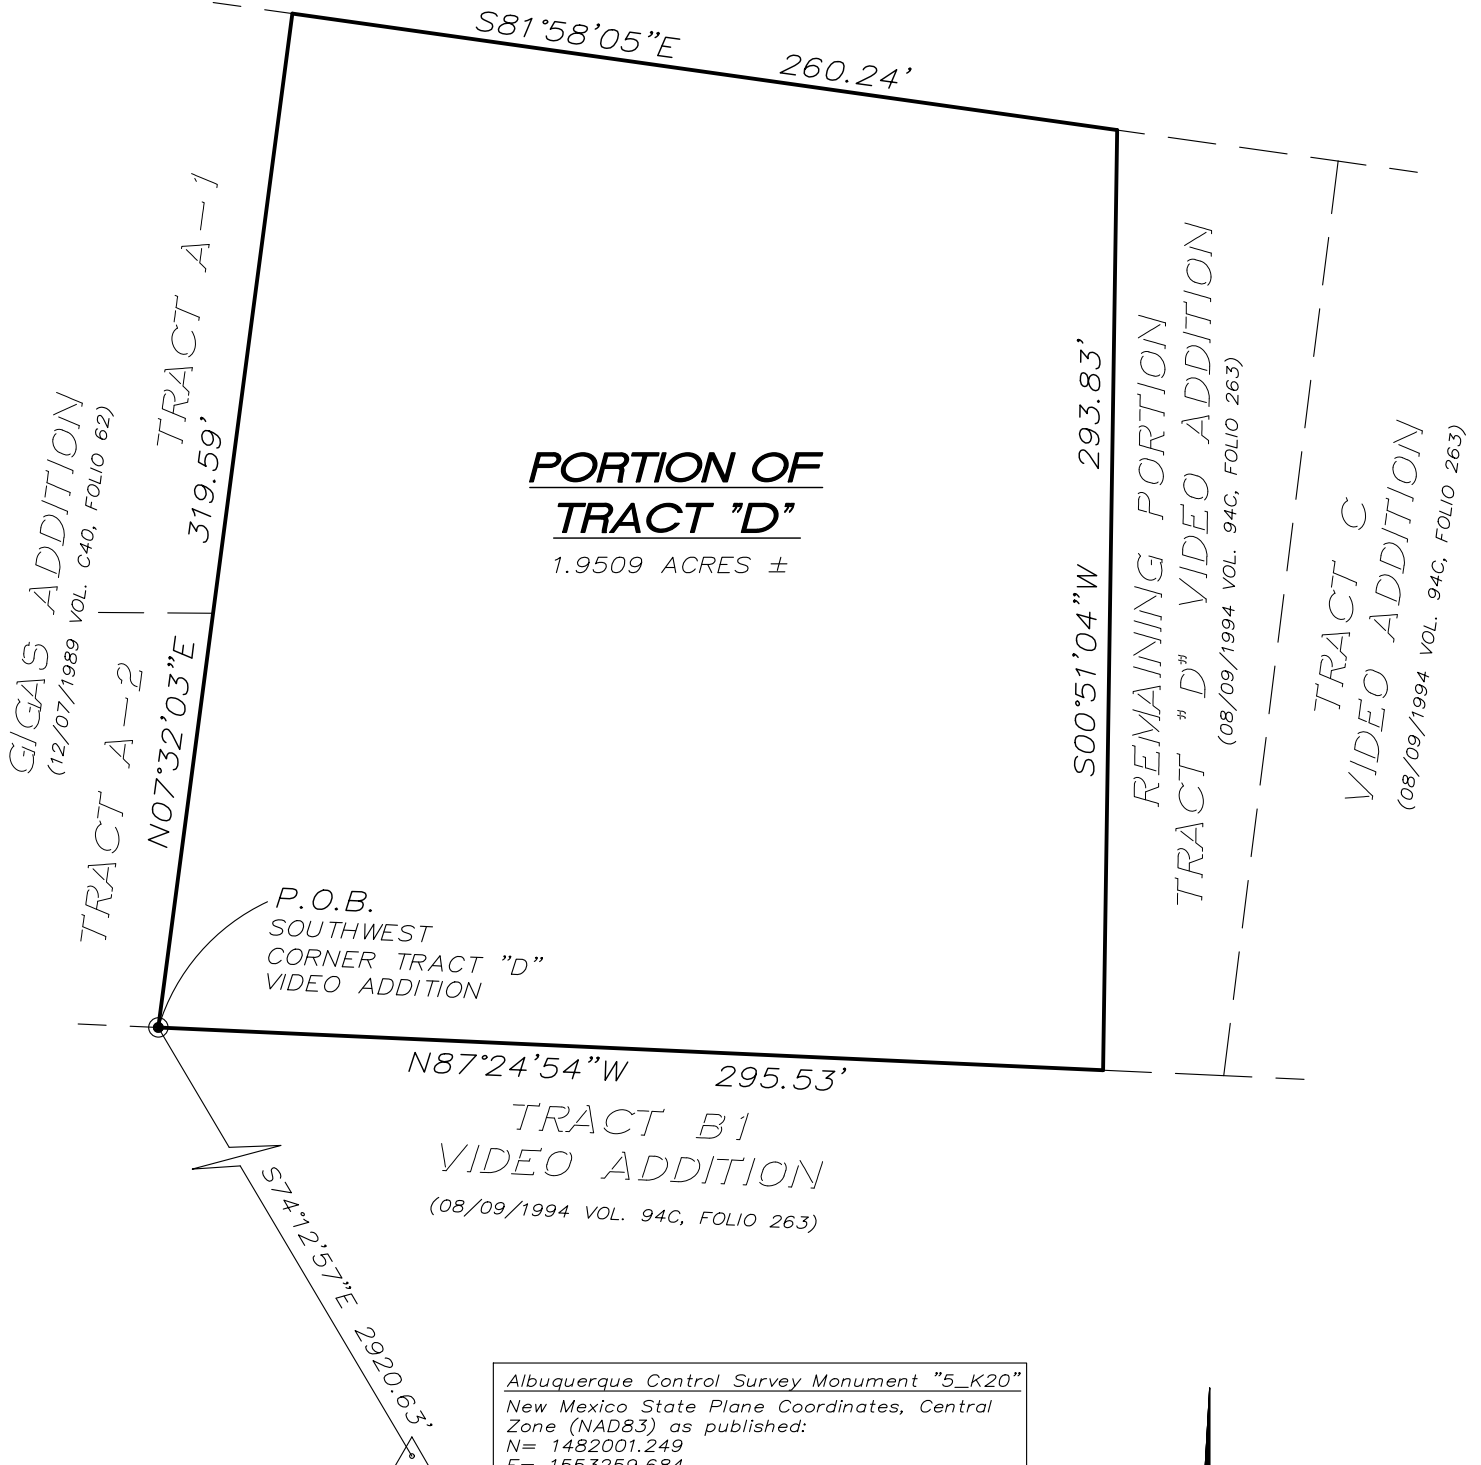 S81°58'05"E 260.24'
TRACT A-1
319.59'
GIGAS ADDITION
(12/07/1989 VOL. C40, FOLIO 62)
TRACT A-2
N07°32'03"E
PORTION OF
TRACT "D"
1.9509 ACRES ±
293.83'
S00°51'04"W
REMAINING PORTION
TRACT "D" VIDEO ADDITION
(08/09/1994 VOL. 94C, FOLIO 263)
TRACT C
VIDEO ADDITION
(08/09/1994 VOL. 94C, FOLIO 263)
P.O.B.
SOUTHWEST
CORNER TRACT "D"
VIDEO ADDITION
N87°24'54"W 295.53'
TRACT B1
VIDEO ADDITION
(08/09/1994 VOL. 94C, FOLIO 263)
S74°12'57"E 2920.63'
Albuquerque Control Survey Monument "5_K20"
New Mexico State Plane Coordinates, Central
Zone (NAD83) as published:
N= 1482001.249
E= 1553259.684